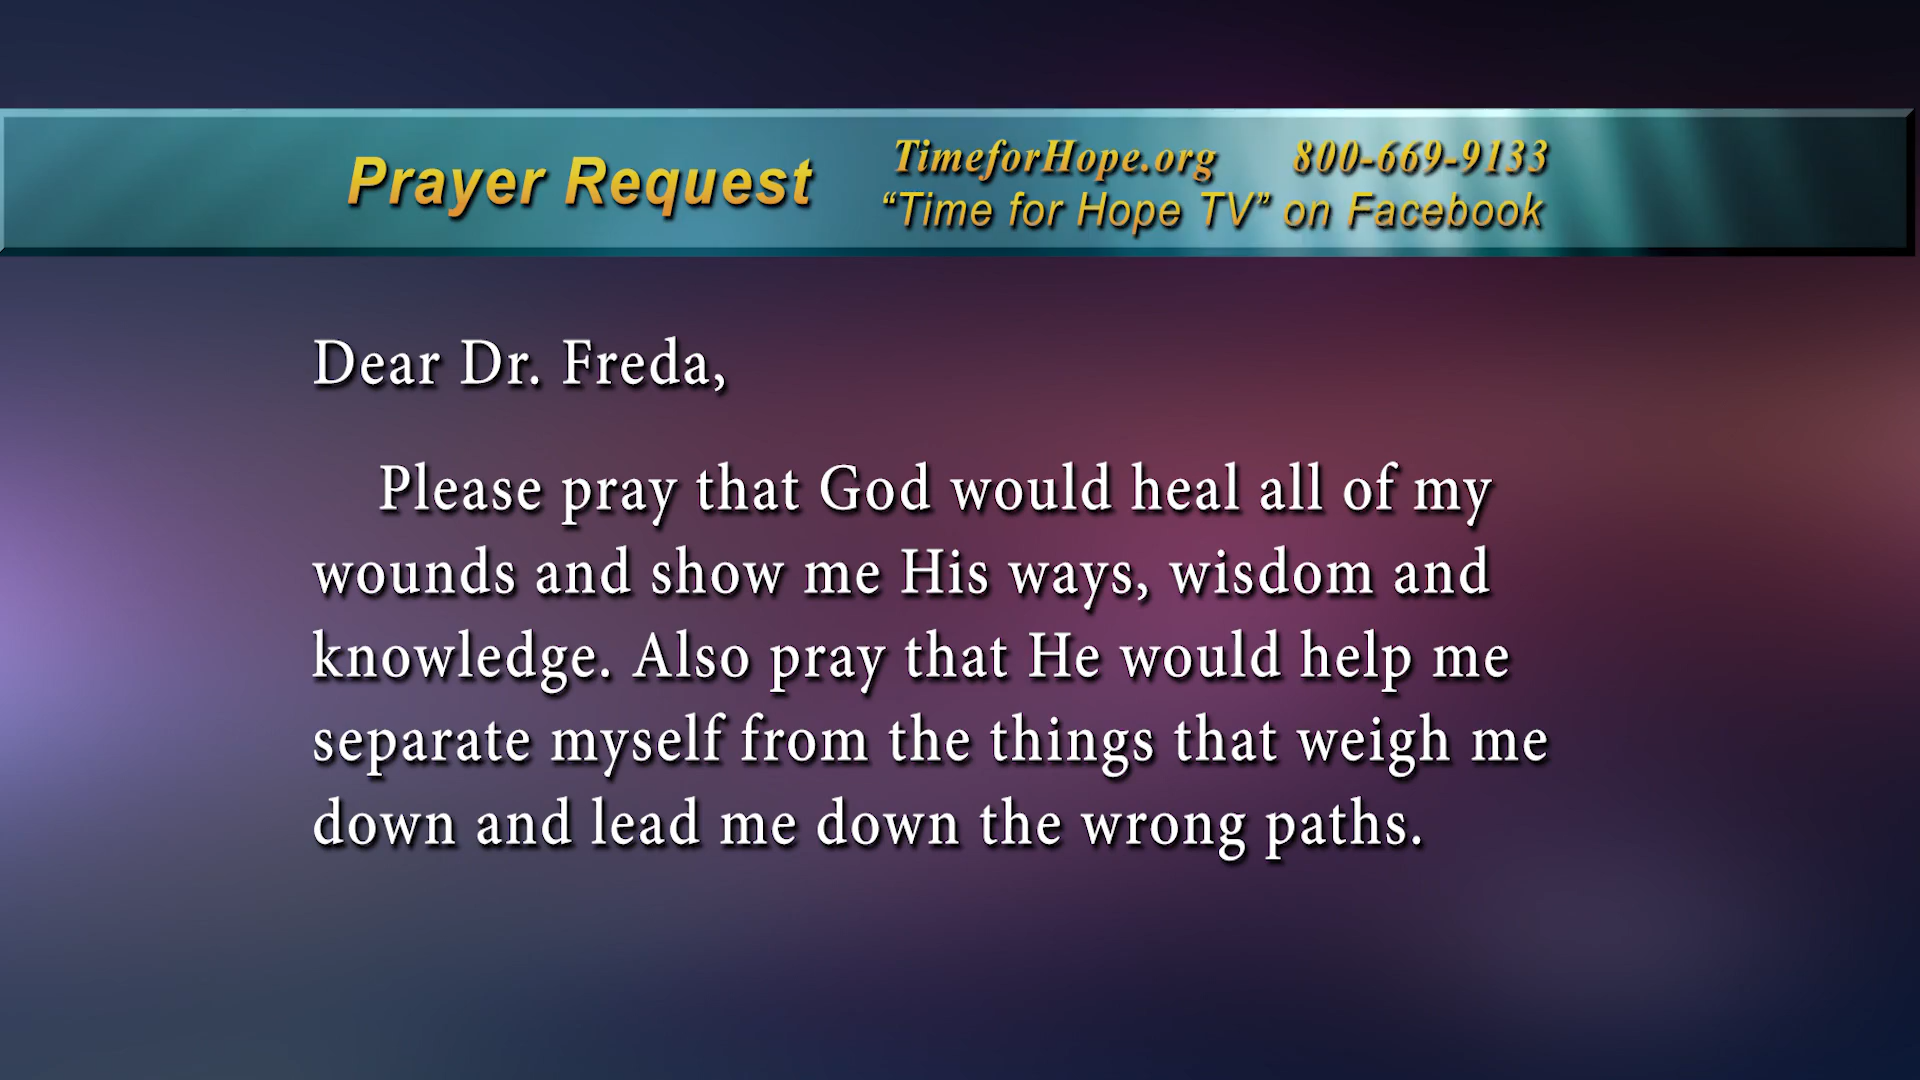 Prayer Request
TimeforHope.org 800-669-9133
“Time for Hope TV” on Facebook
Dear Dr. Freda,
Please pray that God would heal all of my
wounds and show me His ways, wisdom and
knowledge. Also pray that He would help me
separate myself from the things that weigh me
down and lead me down the wrong paths.